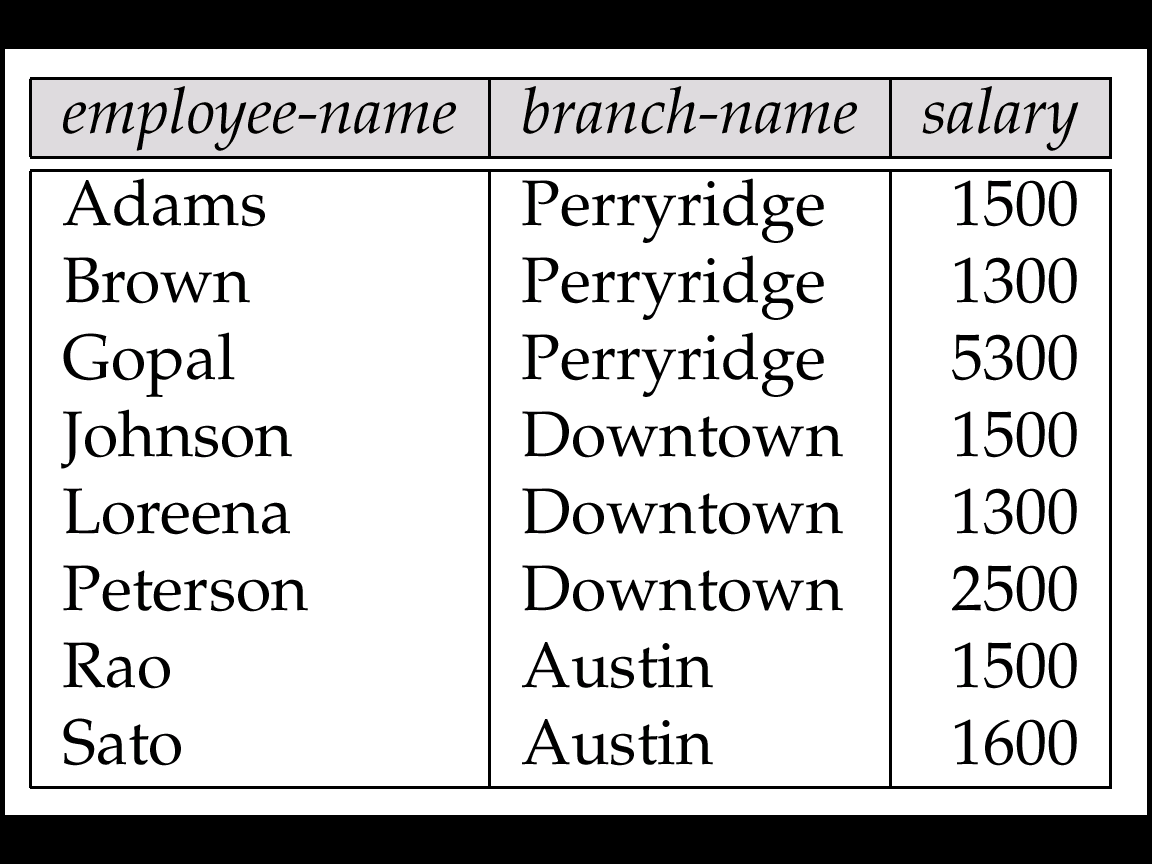 employee-name branch-name salary
Adams Perryridge 1500
Brown Perryridge 1300
Gopal Perryridge 5300
Johnson Downtown 1500
Loreena Downtown 1300
Peterson Downtown 2500
Rao Austin 1500
Sato Austin 1600